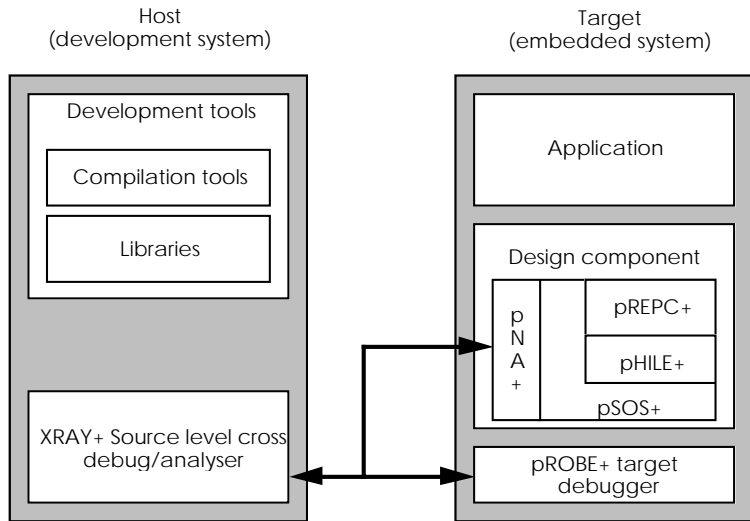 Host
(development system)
Development tools
Compilation tools
Libraries
XRAY+ Source level cross
debug/analyser
Target
(embedded system)
Application
Design component
p
N
A
+
pREPC+
pHILE+
pSOS+
pROBE+ target
debugger